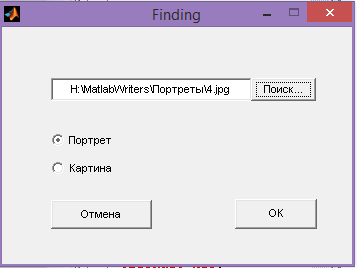 Finding
H:\MatlabWriters\Портреты\4.jpg
Поиск...
Портрет
Картина
Отмена
OK